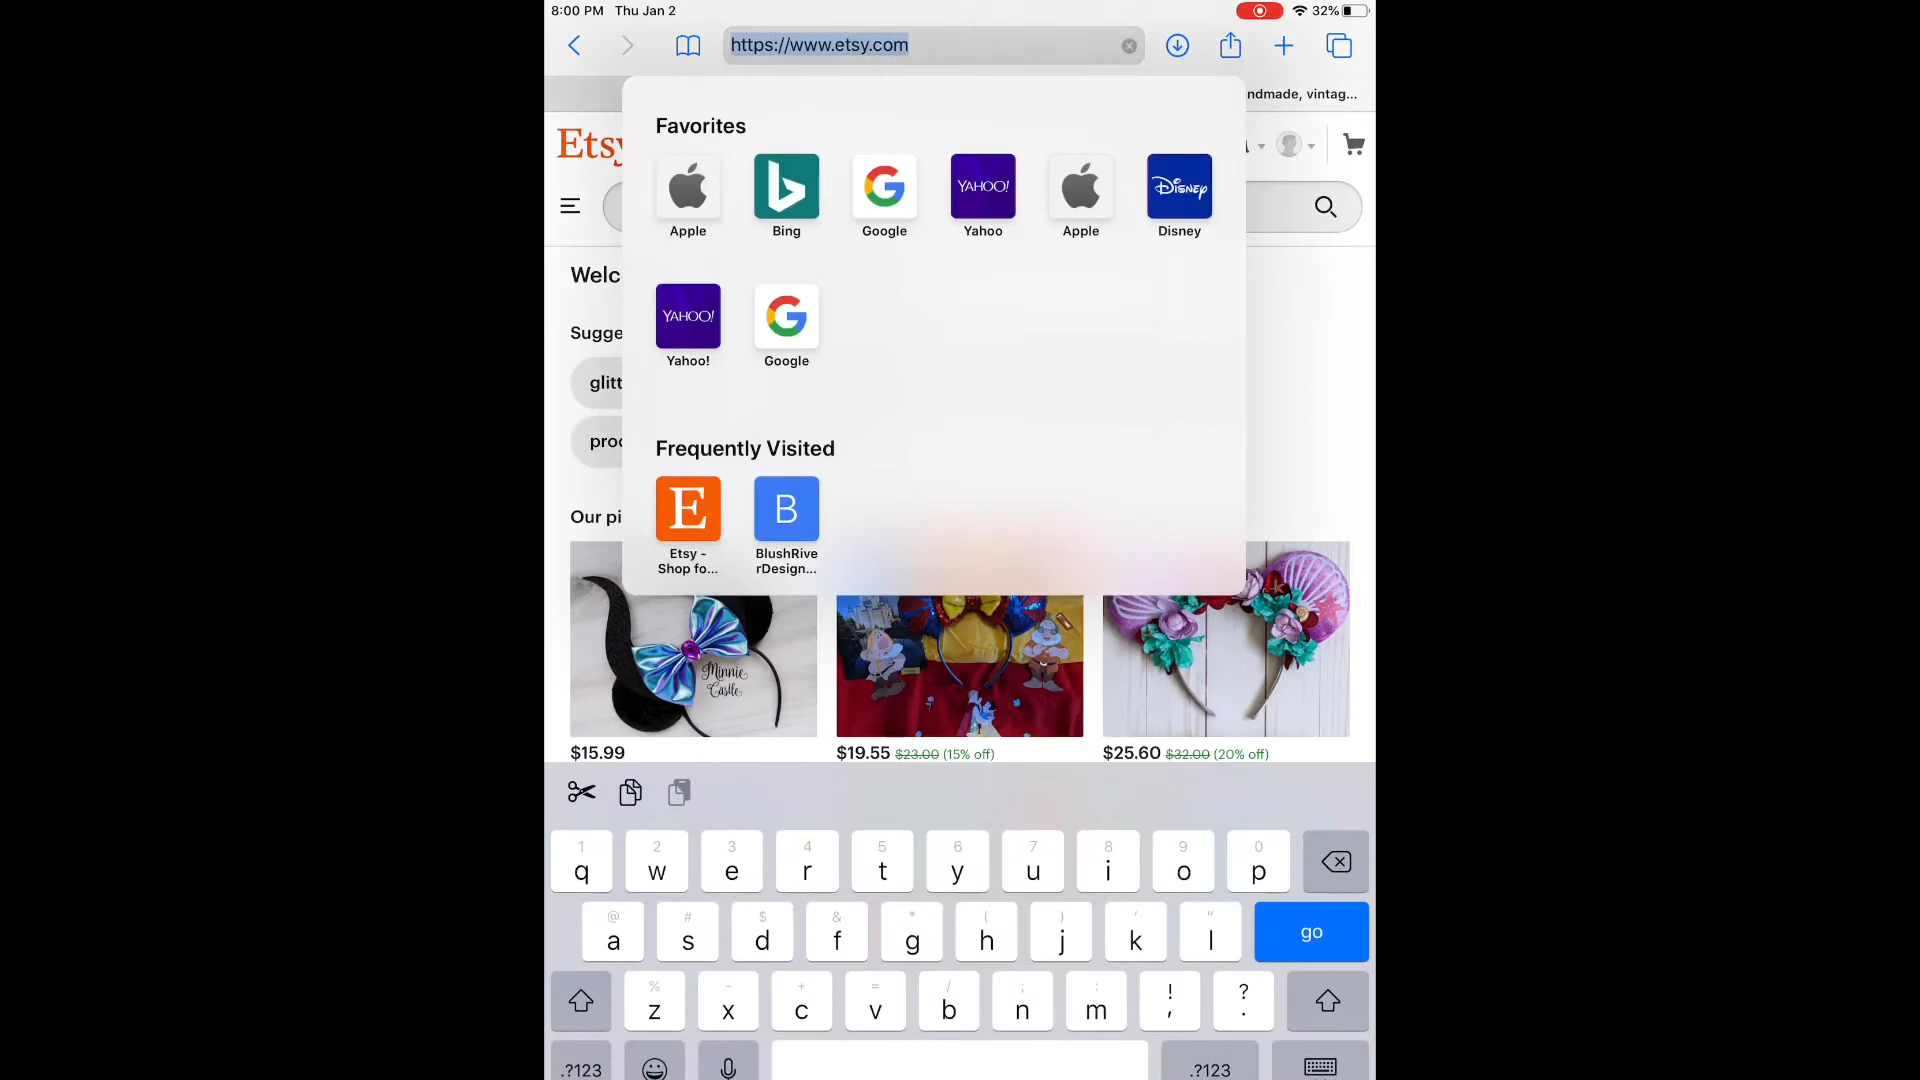 8:00 PM Thu Jan 2
32%
https://www.etsy.com
ndmade, vintag...
Etsy
Favorites
Apple
Bing
YAHOO!
Google
Yahoo
Apple
Disney
Disney
Welc
YAHOO!
Sugge
Yahoo!
Google
glitt
proc
Frequently Visited
E
B
Our pi
Etsy -
Shop fo...
BlushRive
rDesign...
Minnie
Castle
$15.99
$19.55 $23.00 (15% off)
$25.60 $32.00 (20% off)
1 2 3 4 5 6 7 8 9 0
q w e r t y u i o p
@ # $ & * ( ) ' "
a s d f g h j k l go
% - + = / ; : ! ?
z x c v b n m , .
.?123 .?123